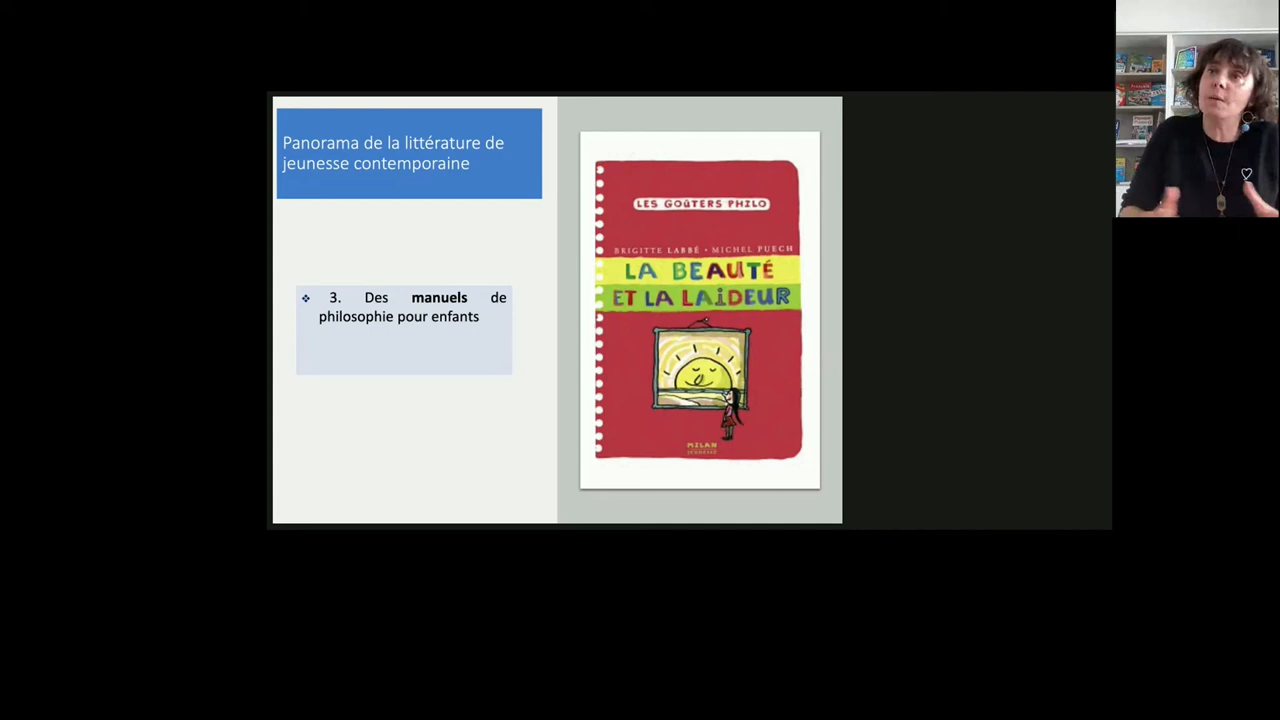 Panorama de la littérature de
jeunesse contemporaine
❖ 3. Des manuels de
philosophie pour enfants
LES GOÛTERS PHILO
BRIGITTE LABBÉ • MICHEL PUECH
LA BEAUTÉ
ET LA LAiDEUR
MILAN
jeunesse